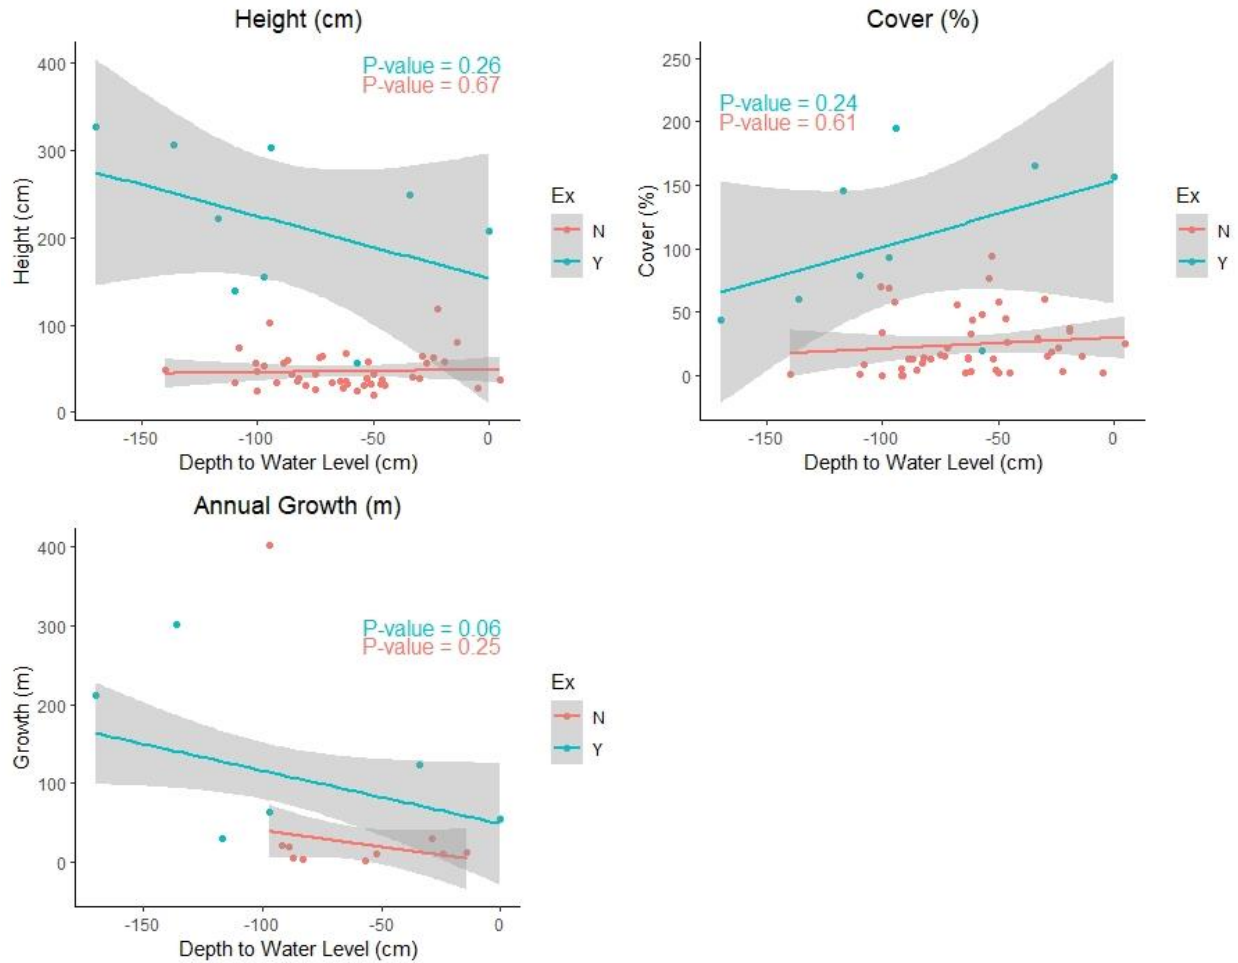 Height (cm)
P-value = 0.26
P-value = 0.67
400
300
200
100
0
Height (cm)
-150
-100
-50
0
Depth to Water Level (cm)
Ex
N
Y
Cover (%)
P-value = 0.24
P-value = 0.61
250
200
150
100
50
0
Cover (%)
-150
-100
-50
0
Depth to Water Level (cm)
Ex
N
Y
Annual Growth (m)
P-value = 0.06
P-value = 0.25
400
300
200
100
0
Growth (m)
-150
-100
-50
0
Depth to Water Level (cm)
Ex
N
Y